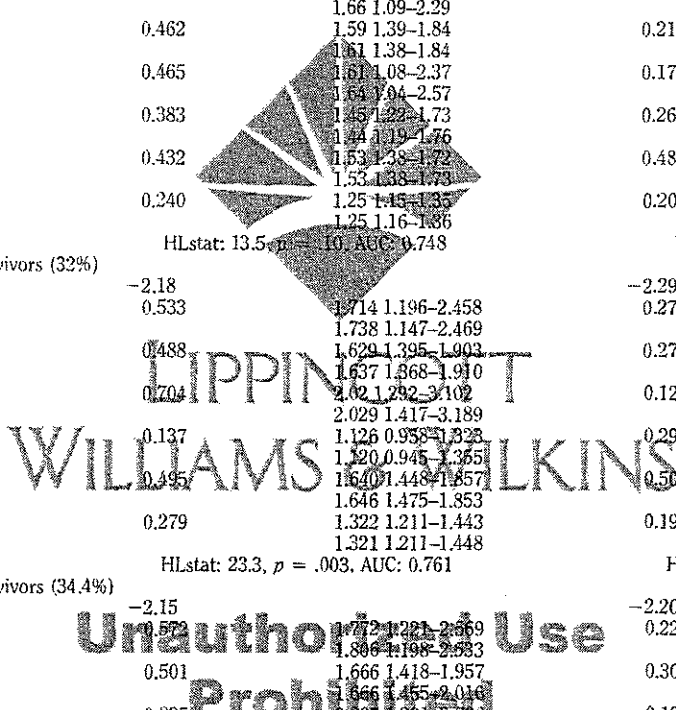 1.66 1.09–2.29
0.462 1.59 1.39–1.84 0.21
1.61 1.38–1.84
0.465 1.61 1.08–2.37 0.17
1.64 1.04–2.57
0.383 1.45 1.22–1.73 0.26
1.44 1.19–1.76
0.432 1.53 1.38–1.72 0.48
1.53 1.38–1.73
0.240 1.25 1.15–1.35 0.20
1.25 1.16–1.36
HLstat: 13.5, p = .10, AUC: 0.748
vivors (32%)
−2.18 −2.29
0.533 1.714 1.196–2.458 0.27
1.738 1.147–2.469
0.488 1.629 1.395–1.903 0.27
1.637 1.368–1.910
LIPPINCOTT
0.704 2.02 1.292–3.102 0.12
2.029 1.417–3.189
0.137 1.126 0.958–1.323 0.29
1.120 0.945–1.355
WILLIAMS & WILKINS
0.495 1.640 1.448–1.857 0.50
1.646 1.475–1.853
0.279 1.322 1.211–1.443 0.19
1.321 1.211–1.448
HLstat: 23.3, p = .003, AUC: 0.761 H
vivors (34.4%)
−2.15 −2.20
Unauthorized Use
0.572 1.772 1.221–2.569 0.22
1.806 1.198–2.533
0.501 1.666 1.418–1.957 0.30
1.666 1.455–2.016
Prohibited